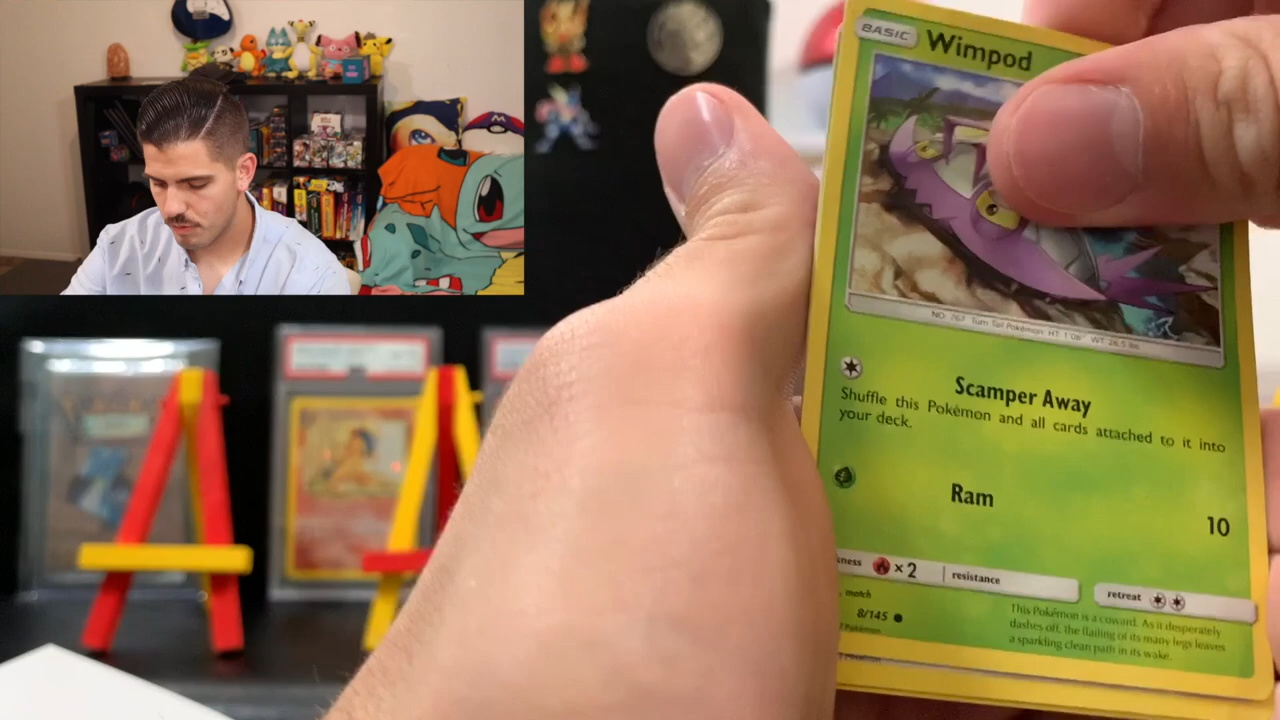 BASIC Wimpod
NO. 767 Turn Tail Pokémon HT: 1'08" WT: 26.5 lbs.
Scamper Away
Shuffle this Pokémon and all cards attached to it into
your deck.
Ram
10
ness ×2 resistance
retreat
match
8/145
Pokémon
This Pokémon is a coward. As it desperately
dashes off, the flailing of its many legs leaves
a sparkling clean path in its wake.